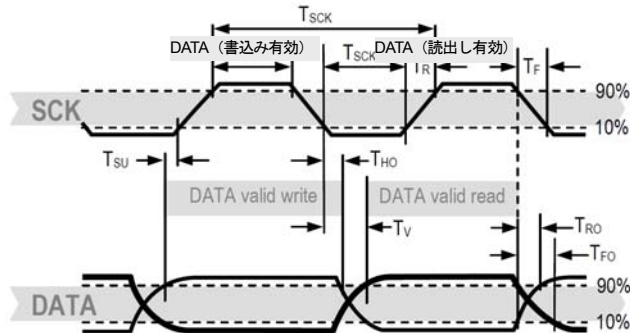 TSCK
DATA（書込み有効）
TSCK
DATA（読出し有効）
TR
TF
90%
SCK
10%
TSU
THO
DATA valid write
DATA valid read
TV
TRO
TFO
90%
DATA
10%